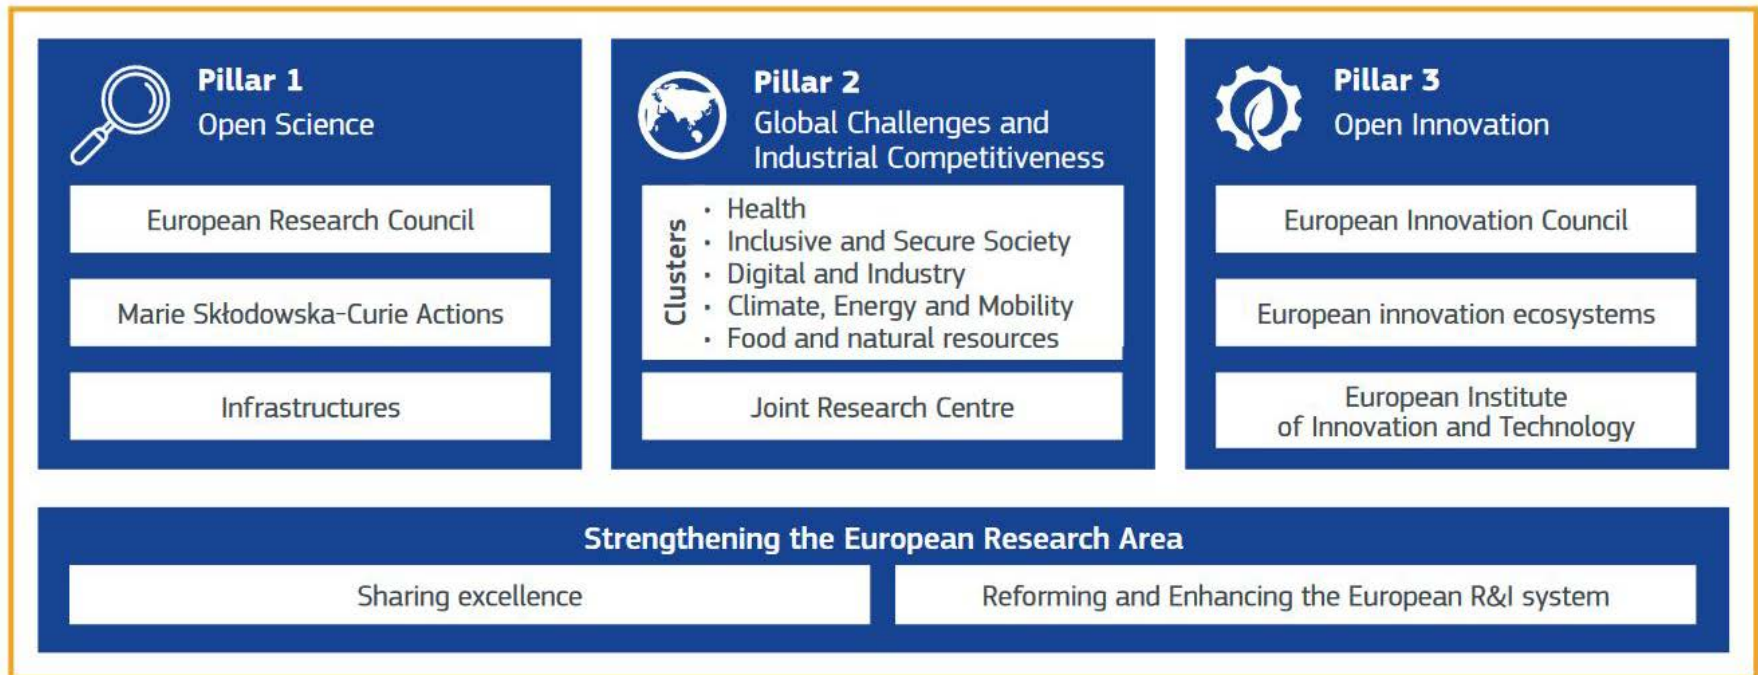 Pillar 1
Open Science
European Research Council
Marie Skłodowska-Curie Actions
Infrastructures
Pillar 2
Global Challenges and
Industrial Competitiveness
Clusters
· Health
· Inclusive and Secure Society
· Digital and Industry
· Climate, Energy and Mobility
· Food and natural resources
Joint Research Centre
Pillar 3
Open Innovation
European Innovation Council
European innovation ecosystems
European Institute
of Innovation and Technology
Strengthening the European Research Area
Sharing excellence
Reforming and Enhancing the European R&I system